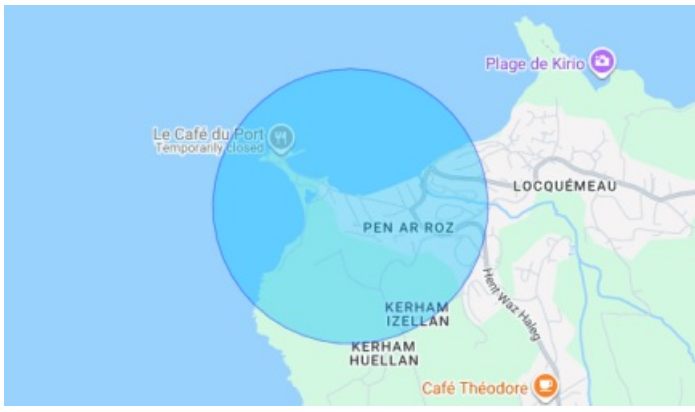 Plage de Kirio
Le Café du Port
Temporarily closed
LOCQUÉMEAU
PEN AR ROZ
Hent Waz Haleg
KERHAM
IZELLAN
KERHAM
HUELLAN
Café Théodore